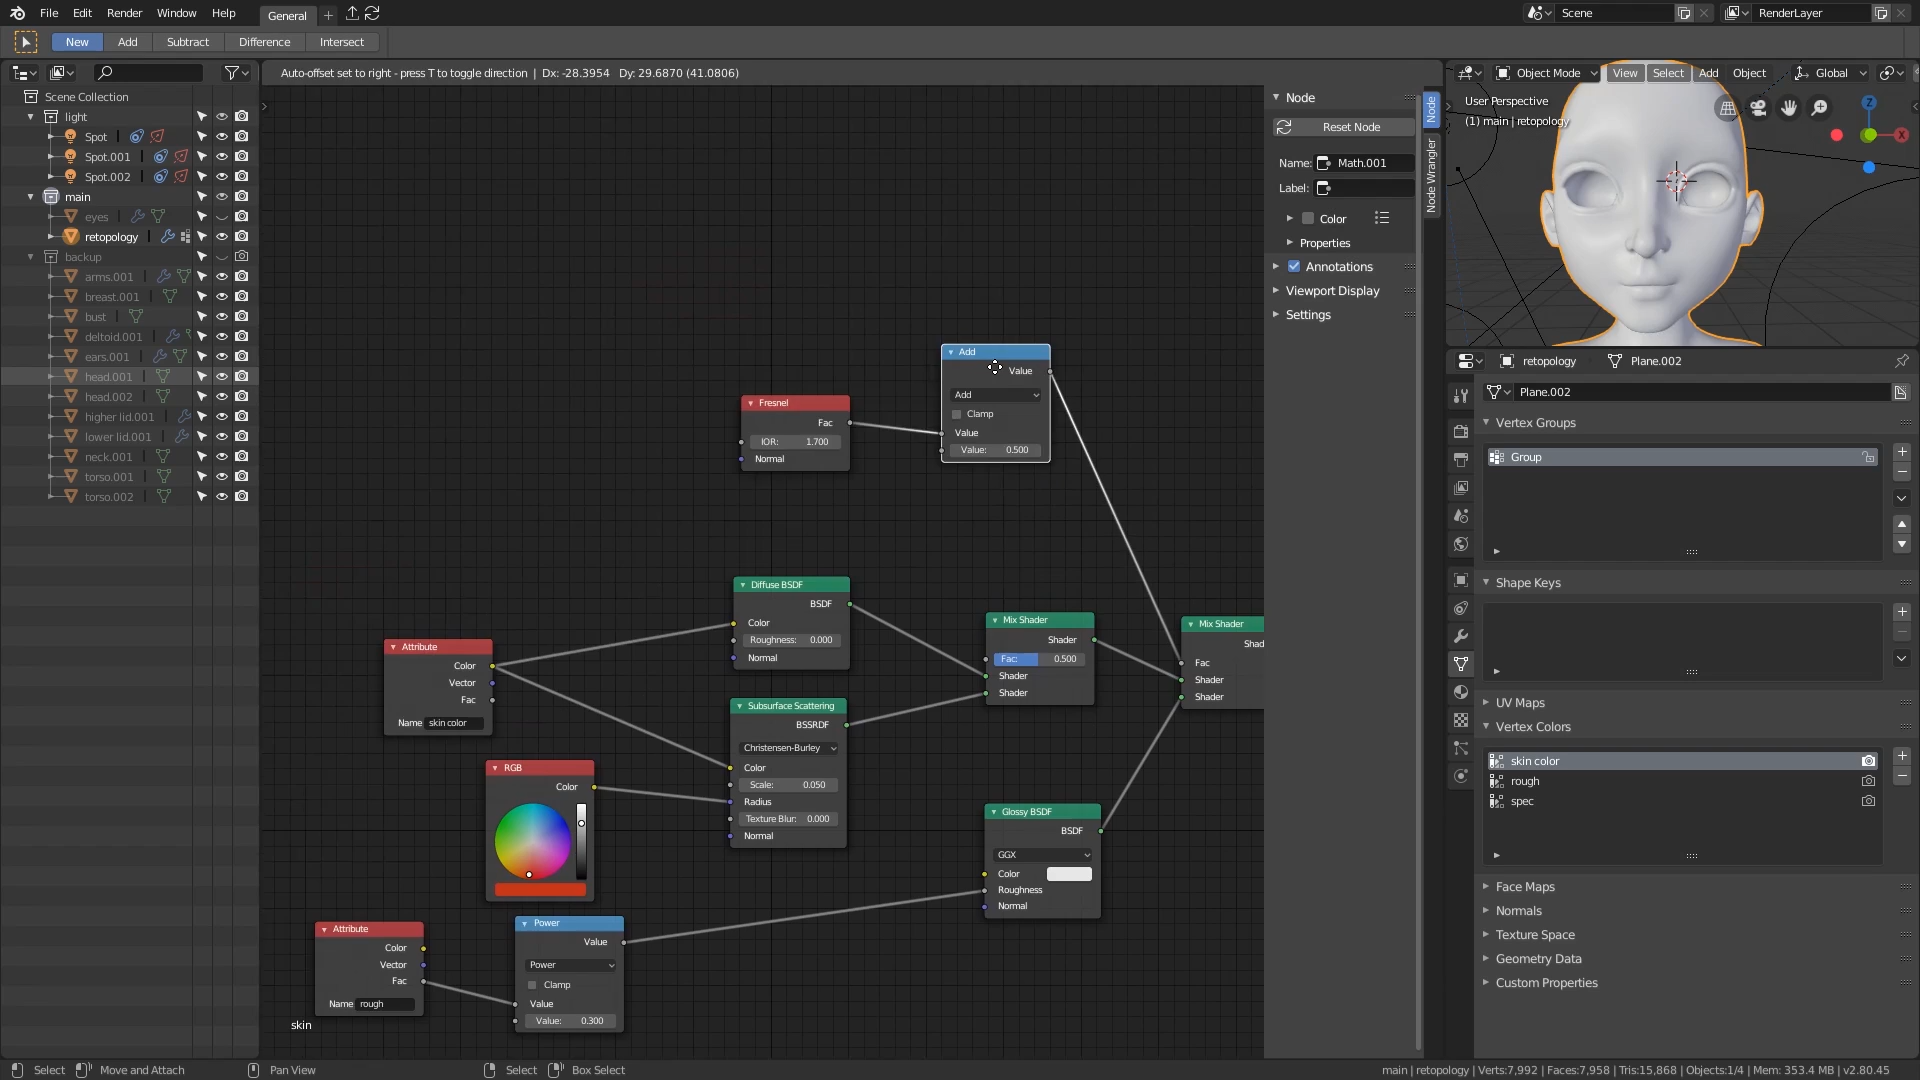 File Edit Render Window Help General Scene RenderLayer
New Add Subtract Difference Intersect
Auto-offset set to right - press T to toggle direction | Dx: -28.3954 Dy: 29.6870 (41.0806)
Object Mode View Select Add Object Global
Scene Collection
light
Spot
Spot.001
Spot.002
main
eyes
retopology
backup
arms.001
breast.001
bust
deltoid.001
ears.001
head.001
head.002
higher lid.001
lower lid.001
neck.001
torso.001
torso.002
Add
Value
Add
Clamp
Value
Value: 0.500
Fresnel
Fac
IOR: 1.700
Normal
Diffuse BSDF
BSDF
Color
Roughness: 0.000
Normal
Mix Shader
Shader
Fac: 0.500
Shader
Shader
Mix Shader
Shad
Fac
Shader
Shader
Attribute
Color
Vector
Fac
Name skin color
Subsurface Scattering
BSSRDF
Christensen-Burley
Color
Scale: 0.050
Radius
Texture Blur: 0.000
Normal
RGB
Color
Glossy BSDF
BSDF
GGX
Color
Roughness
Normal
Attribute
Color
Vector
Fac
Name rough
Power
Value
Power
Clamp
Value
Value: 0.300
skin
Node
Reset Node
Name: Math.001
Label:
Color
Properties
Annotations
Viewport Display
Settings
Node
Node Wrangler
User Perspective
(1) main | retopology
Z
X
retopology Plane.002
Plane.002
Vertex Groups
Group
Shape Keys
UV Maps
Vertex Colors
skin color
rough
spec
Face Maps
Normals
Texture Space
Geometry Data
Custom Properties
Select Move and Attach Pan View Select Box Select main | retopology | Verts:7,992 | Faces:7,958 | Tris:15,868 | Objects:1/4 | Mem: 353.4 MB | v2.80.45